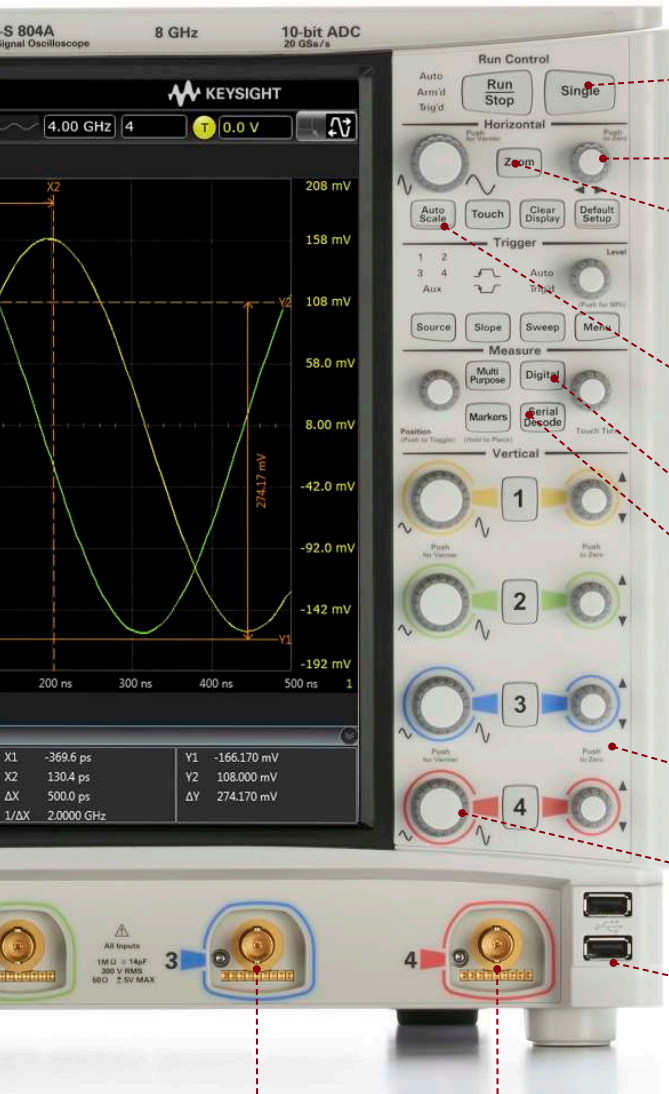 -S 804A
Signal Oscilloscope
8 GHz
10-bit ADC
20 GSa/s
KEYSIGHT
4.00 GHz
4
T
0.0 V
X2
208 mV
158 mV
108 mV
Y2
58.0 mV
8.00 mV
274.17 mV
-42.0 mV
-92.0 mV
-142 mV
Y1
-192 mV
200 ns
300 ns
400 ns
500 ns
1
X1 -369.6 ps
X2 130.4 ps
ΔX 500.0 ps
1/ΔX 2.0000 GHz
Y1 -166.170 mV
Y2 108.000 mV
ΔY 274.170 mV
Run Control
Auto
Arm'd
Trig'd
Run
Stop
Single
Horizontal
Push
for Vernier
Zoom
Push
to Zero
Auto
Scale
Touch
Clear
Display
Default
Setup
Trigger
1 2
3 4
Aux
Auto
Trig'd
Level
(Push for 50%)
Source
Slope
Sweep
Menu
Measure
Multi
Purpose
Digital
Markers
Serial
Decode
Position
(Push to Toggle)
(Hold to Place)
Touch Turn
Vertical
1
Push
for Vernier
Push
to Zero
2
3
Push
for Vernier
Push
to Zero
4
All Inputs
1MΩ = 14pF
300 V RMS
50Ω ±5V MAX
3
4